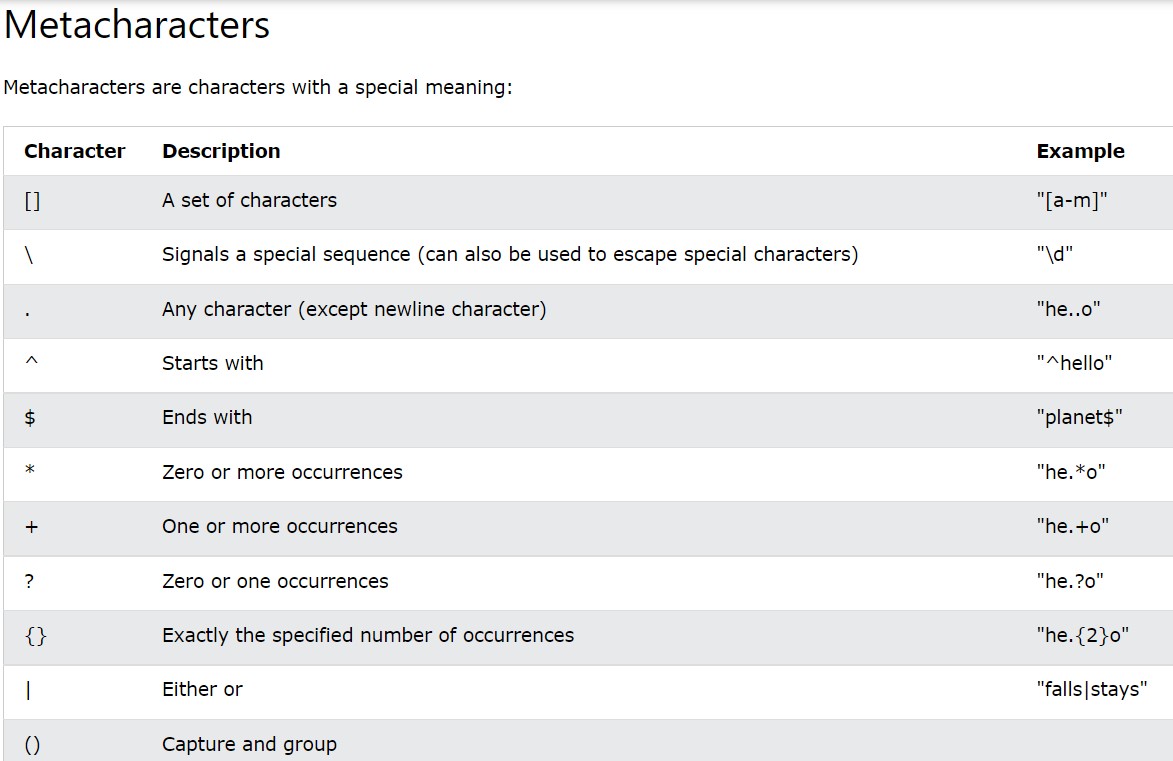 Metacharacters
Metacharacters are characters with a special meaning:
Character Description Example
[] A set of characters "[a-m]"
\ Signals a special sequence (can also be used to escape special characters) "\d"
. Any character (except newline character) "he..o"
^ Starts with "^hello"
$ Ends with "planet$"
* Zero or more occurrences "he.*o"
+ One or more occurrences "he.+o"
? Zero or one occurrences "he.?o"
{} Exactly the specified number of occurrences "he.{2}o"
| Either or "falls|stays"
() Capture and group